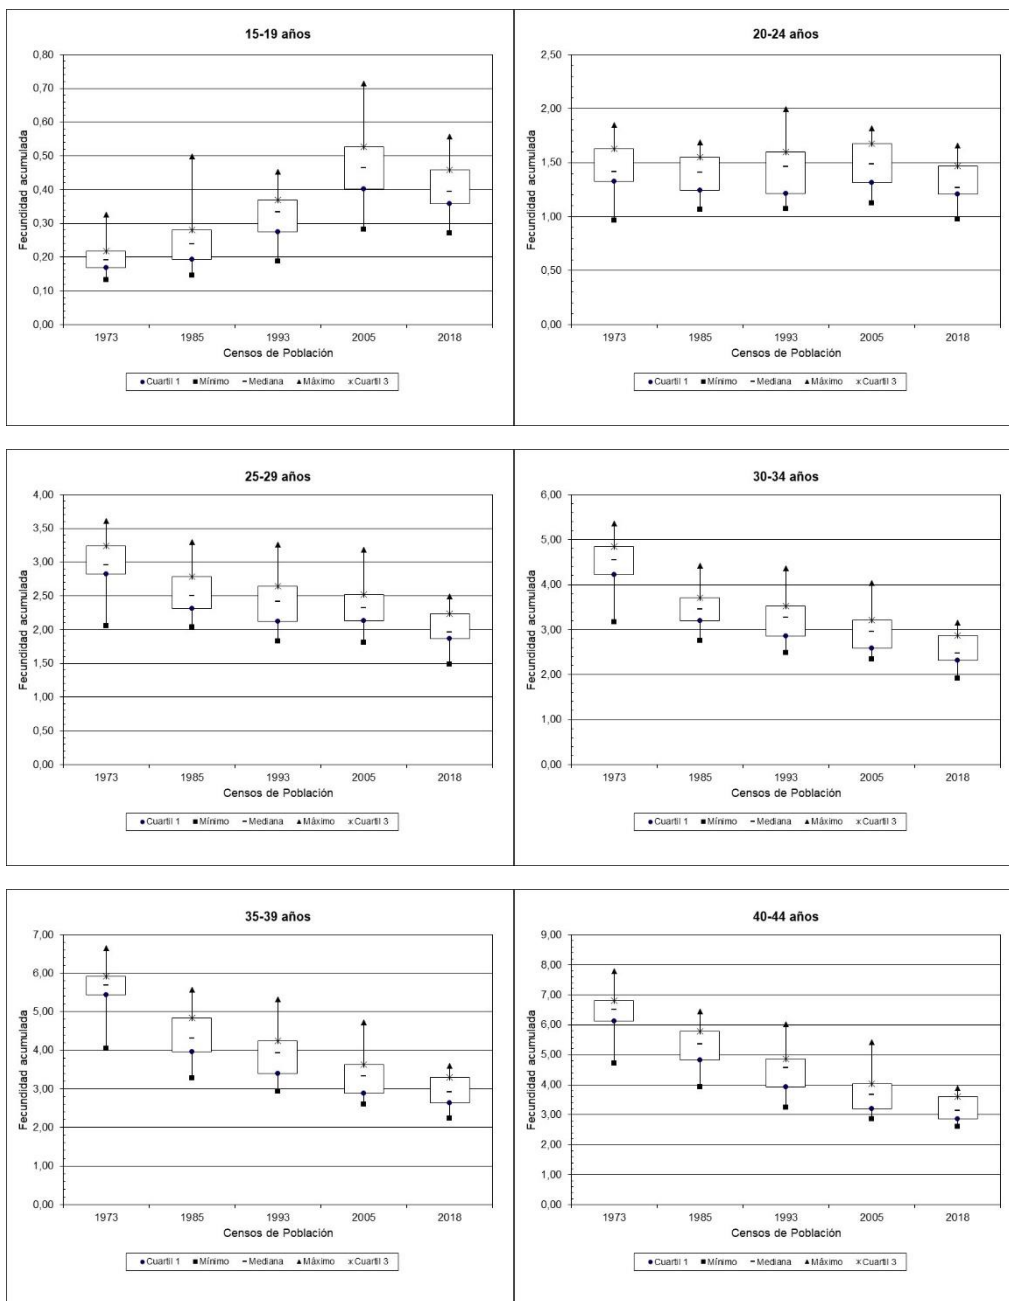 15-19 años
0,80
0,70
0,60
0,50
0,40
0,30
0,20
0,10
0,00
Fecundidad acumulada
1973 1985 1993 2005 2018
Censos de Población
Cuartil 1 Mínimo Mediana Máximo Cuartil 3
20-24 años
2,50
2,00
1,50
1,00
0,50
0,00
Fecundidad acumulada
1973 1985 1993 2005 2018
Censos de Población
Cuartil 1 Mínimo Mediana Máximo Cuartil 3
25-29 años
4,00
3,50
3,00
2,50
2,00
1,50
1,00
0,50
0,00
Fecundidad acumulada
1973 1985 1993 2005 2018
Censos de Población
Cuartil 1 Mínimo Mediana Máximo Cuartil 3
30-34 años
6,00
5,00
4,00
3,00
2,00
1,00
0,00
Fecundidad acumulada
1973 1985 1993 2005 2018
Censos de Población
Cuartil 1 Mínimo Mediana Máximo Cuartil 3
35-39 años
7,00
6,00
5,00
4,00
3,00
2,00
1,00
0,00
Fecundidad acumulada
1973 1985 1993 2005 2018
Censos de Población
Cuartil 1 Mínimo Mediana Máximo Cuartil 3
40-44 años
9,00
8,00
7,00
6,00
5,00
4,00
3,00
2,00
1,00
0,00
Fecundidad acumulada
1973 1985 1993 2005 2018
Censos de Población
Cuartil 1 Mínimo Mediana Máximo Cuartil 3